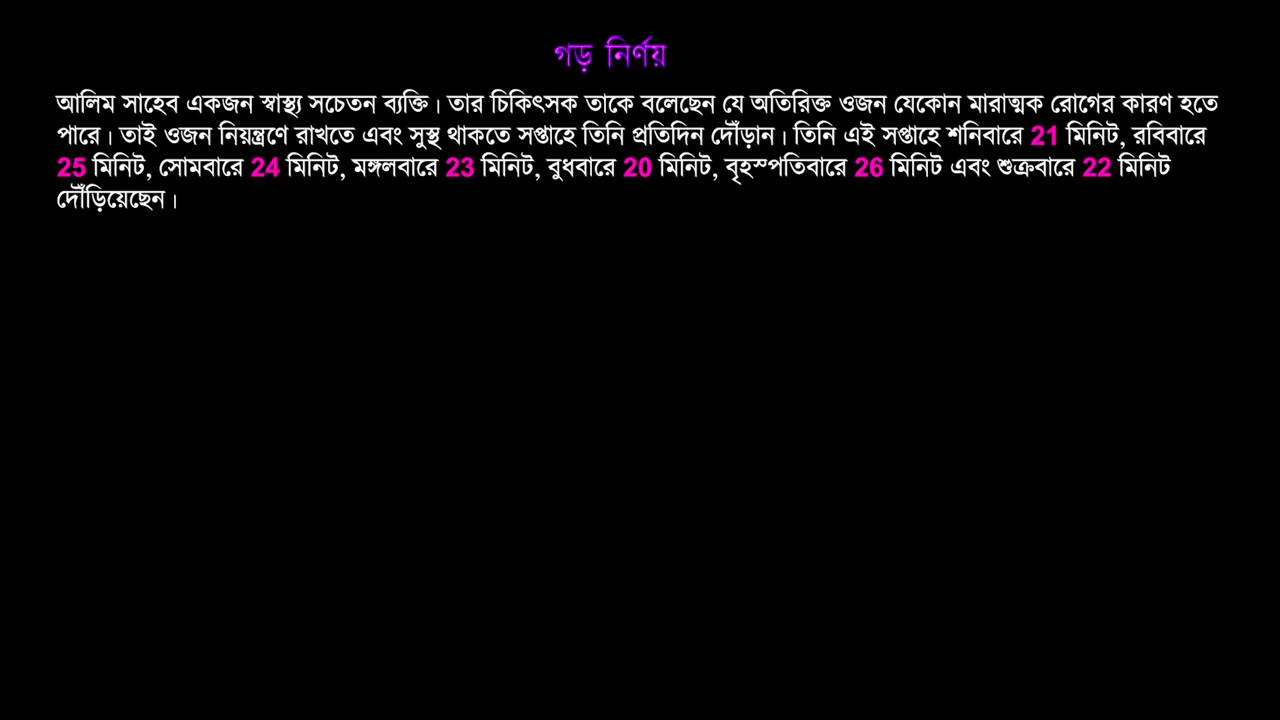 গড় নির্ণয়
আলিম সাহেব একজন স্বাস্থ্য সচেতন ব্যক্তি। তার চিকিৎসক তাকে বলেছেন যে অতিরিক্ত ওজন যেকোন মারাত্মক রোগের কারণ হতে
পারে। তাই ওজন নিয়ন্ত্রণে রাখতে এবং সুস্থ থাকতে সপ্তাহে তিনি প্রতিদিন দৌঁড়ান। তিনি এই সপ্তাহে শনিবারে 21 মিনিট, রবিবারে
25 মিনিট, সোমবারে 24 মিনিট, মঙ্গলবারে 23 মিনিট, বুধবারে 20 মিনিট, বৃহস্পতিবারে 26 মিনিট এবং শুক্রবারে 22 মিনিট
দৌঁড়িয়েছেন।